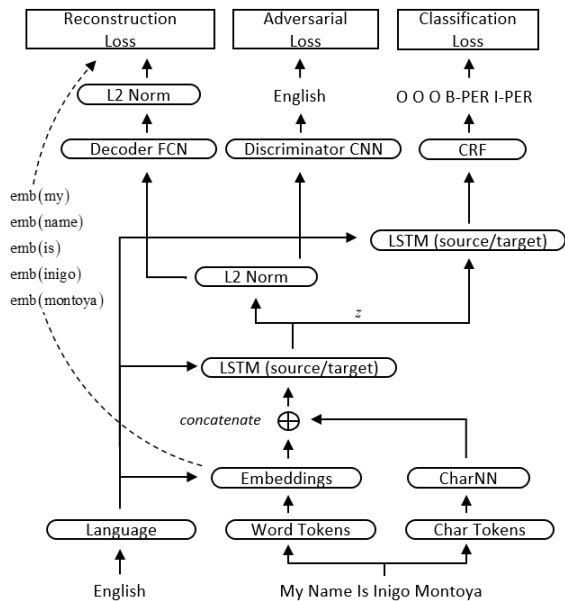 Reconstruction
Loss
Adversarial
Loss
Classification
Loss
L2 Norm
English
O O O B-PER I-PER
Decoder FCN
Discriminator CNN
CRF
emb(my)
emb(name)
emb(is)
emb(inigo)
emb(montoya)
LSTM (source/target)
L2 Norm
z
LSTM (source/target)
concatenate
Embeddings
CharNN
Language
Word Tokens
Char Tokens
English
My Name Is Inigo Montoya